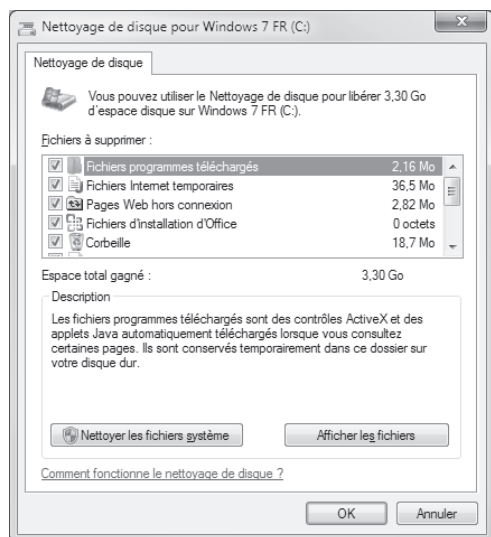 Nettoyage de disque pour Windows 7 FR (C:)
Nettoyage de disque
Vous pouvez utiliser le Nettoyage de disque pour libérer 3,30 Go
d'espace disque sur Windows 7 FR (C:).
Fichiers à supprimer :
Fichiers programmes téléchargés 2,16 Mo
Fichiers Internet temporaires 36,5 Mo
Pages Web hors connexion 2,82 Mo
Fichiers d'installation d'Office 0 octets
Corbeille 18,7 Mo
Espace total gagné : 3,30 Go
Description
Les fichiers programmes téléchargés sont des contrôles ActiveX et des
applets Java automatiquement téléchargés lorsque vous consultez
certaines pages. Ils sont conservés temporairement dans ce dossier sur
votre disque dur.
Nettoyer les fichiers système Afficher les fichiers
Comment fonctionne le nettoyage de disque ?
OK Annuler